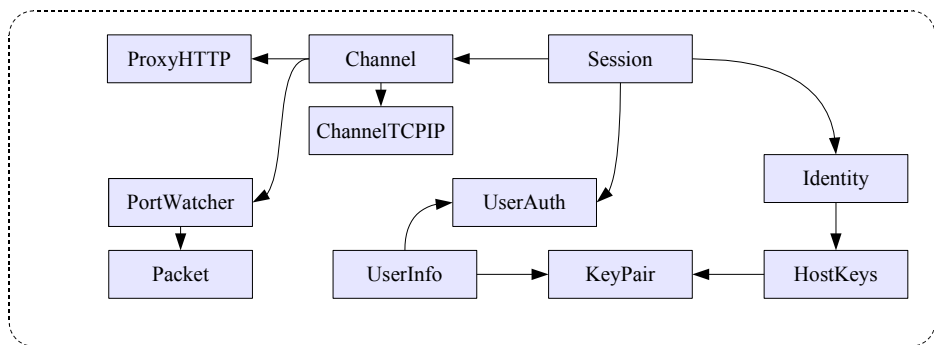 ProxyHTTP
Channel
Session
ChannelTCPIP
Identity
PortWatcher
UserAuth
Packet
UserInfo
KeyPair
HostKeys